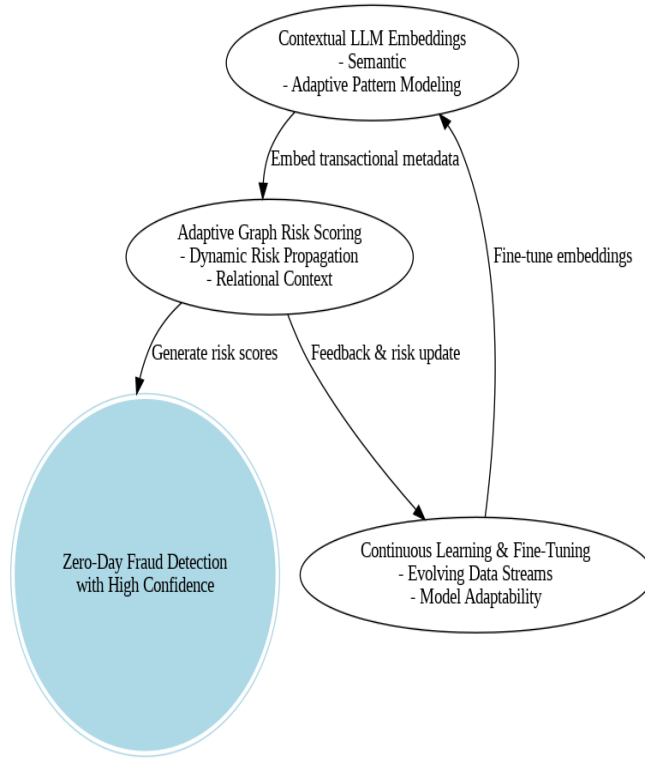 Contextual LLM Embeddings
- Semantic
- Adaptive Pattern Modeling
Embed transactional metadata
Adaptive Graph Risk Scoring
- Dynamic Risk Propagation
- Relational Context
Fine-tune embeddings
Generate risk scores
Feedback & risk update
Zero-Day Fraud Detection
with High Confidence
Continuous Learning & Fine-Tuning
- Evolving Data Streams
- Model Adaptability